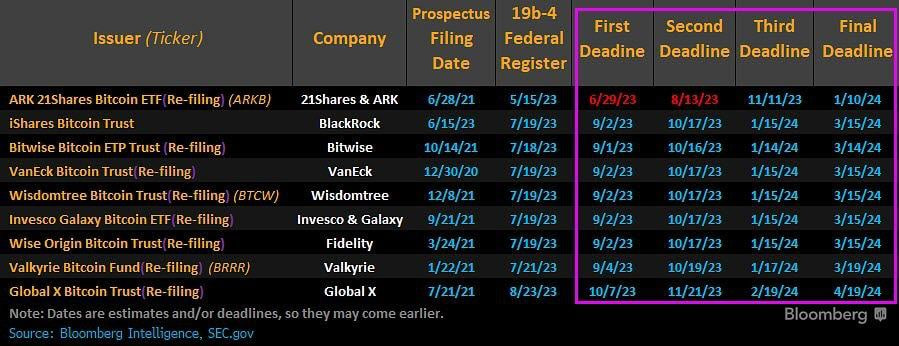 Issuer (Ticker) Company Prospectus Filing Date 19b-4 Federal Register First Deadline Second Deadline Third Deadline Final Deadline
ARK 21Shares Bitcoin ETF(Re-filing) (ARKB) 21Shares & ARK 6/28/21 5/15/23 6/29/23 8/13/23 11/11/23 1/10/24
iShares Bitcoin Trust BlackRock 6/15/23 7/19/23 9/2/23 10/17/23 1/15/24 3/15/24
Bitwise Bitcoin ETP Trust (Re-filing) Bitwise 10/14/21 7/18/23 9/1/23 10/16/23 1/14/24 3/14/24
VanEck Bitcoin Trust(Re-filing) VanEck 12/30/20 7/19/23 9/2/23 10/17/23 1/15/24 3/15/24
Wisdomtree Bitcoin Trust(Re-filing) (BTCW) Wisdomtree 12/8/21 7/19/23 9/2/23 10/17/23 1/15/24 3/15/24
Invesco Galaxy Bitcoin ETF(Re-filing) Invesco & Galaxy 9/21/21 7/19/23 9/2/23 10/17/23 1/15/24 3/15/24
Wise Origin Bitcoin Trust(Re-filing) Fidelity 3/24/21 7/19/23 9/2/23 10/17/23 1/15/24 3/15/24
Valkyrie Bitcoin Fund(Re-filing) (BRRR) Valkyrie 1/22/21 7/21/23 9/4/23 10/19/23 1/17/24 3/19/24
Global X Bitcoin Trust(Re-filing) Global X 7/21/21 8/23/23 10/7/23 11/21/23 2/19/24 4/19/24
Note: Dates are estimates and/or deadlines, so they may come earlier.
Source: Bloomberg Intelligence, SEC.gov
Bloomberg